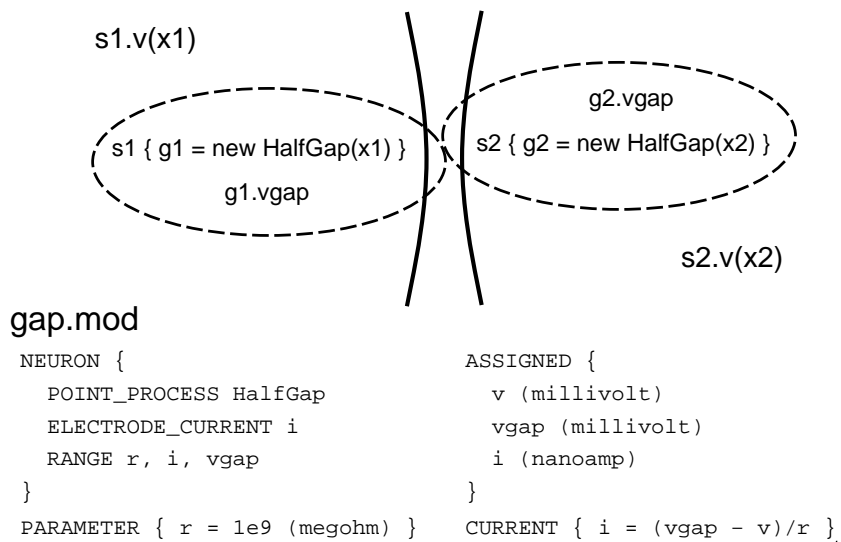 s1.v(x1)
g2.vgap
s1 { g1 = new HalfGap(x1) }
s2 { g2 = new HalfGap(x2) }
g1.vgap
s2.v(x2)
gap.mod
NEURON {
POINT_PROCESS HalfGap
ELECTRODE_CURRENT i
RANGE r, i, vgap
}
PARAMETER { r = 1e9 (megohm) }
ASSIGNED {
v (millivolt)
vgap (millivolt)
i (nanoamp)
}
CURRENT { i = (vgap - v)/r }